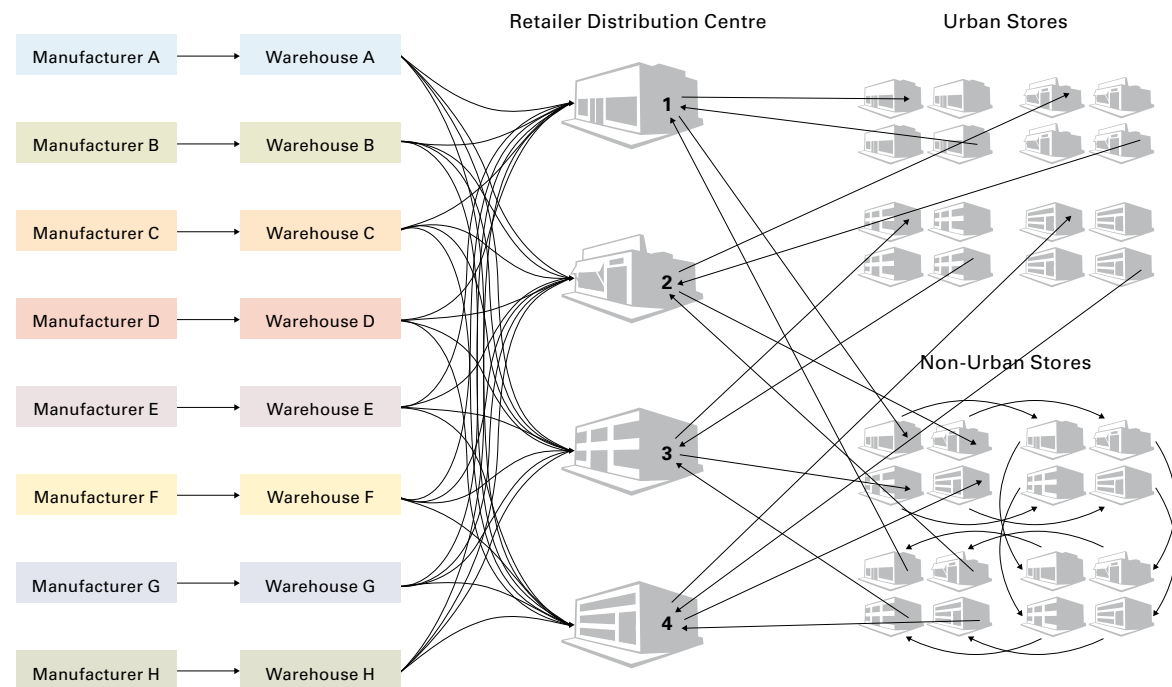 Retailer Distribution Centre
Urban Stores
Manufacturer A
Warehouse A
1
Manufacturer B
Warehouse B
Manufacturer C
Warehouse C
2
Manufacturer D
Warehouse D
Non-Urban Stores
Manufacturer E
Warehouse E
3
Manufacturer F
Warehouse F
Manufacturer G
Warehouse G
4
Manufacturer H
Warehouse H